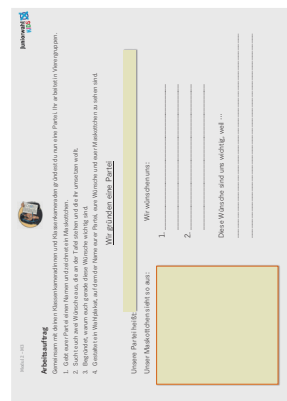 Modul 2 - M3
juniorwahl
kids
Arbeitsauftrag
Gemeinsam mit deinen Klassenkameradinnen und Klassenkameraden gründest du nun eine Partei. Ihr arbeitet in Vierergruppen.
1. Gebt eurer Partei einen Namen und zeichnet ein Maskottchen.
2. Sucht euch zwei Wünsche aus, die an der Tafel stehen und die ihr umsetzen wollt.
3. Begründet, warum euch gerade diese Wünsche wichtig sind.
4. Gestaltet ein Wahlplakat, auf dem der Name eurer Partei, eure Wünsche und euer Maskottchen zu sehen sind.
Wir gründen eine Partei
Unsere Partei heißt:
Unser Maskottchen sieht so aus:
Wir wünschen uns:
1.
2.
Diese Wünsche sind uns wichtig, weil ...